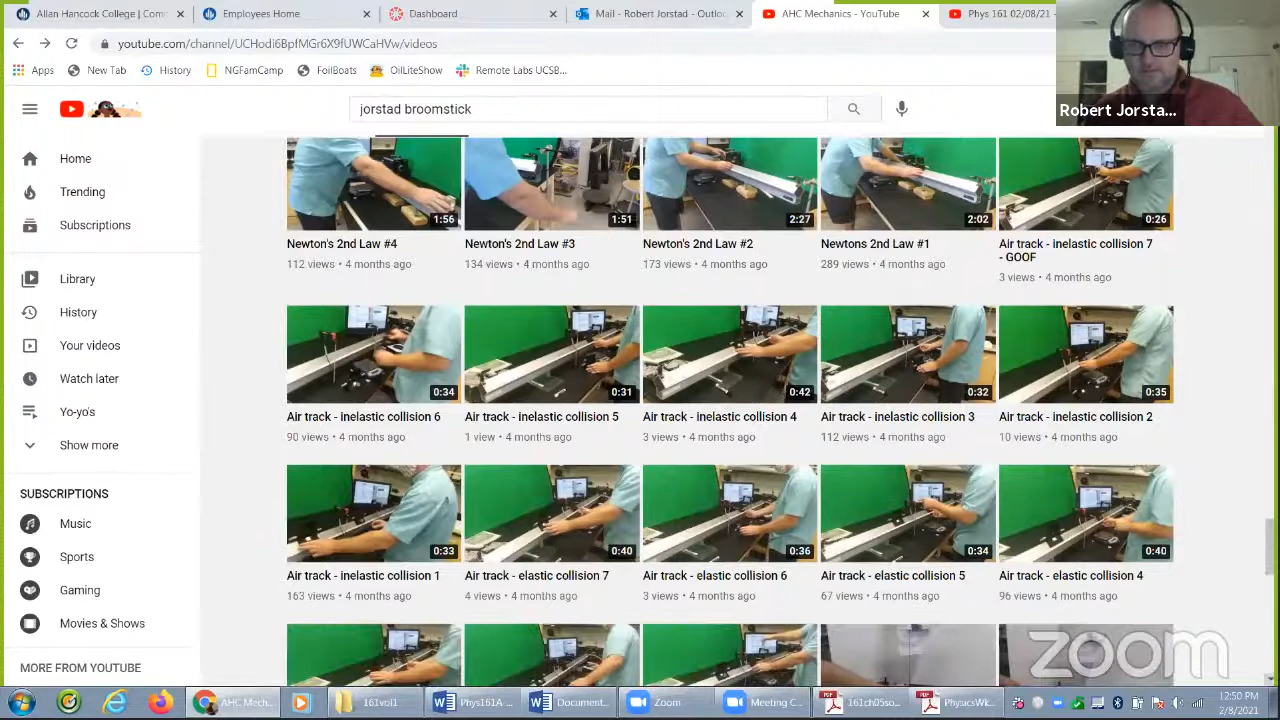 Allan Hancock College | Com
Employees Home
Dashboard
Mail - Robert Jorstad - Outloo
AHC Mechanics - YouTube
Phys 161 02/08/21 -
youtube.com/channel/UCHodi6BpfMGr6X9fUWCaHVw/videos
Apps
New Tab
History
NGFamCamp
FoilBoats
OilLiteShow
Remote Labs UCSB...
Robert Jorsta...
jorstad broomstick
Home
Trending
Subscriptions
Library
History
Your videos
Watch later
Yo-yo's
Show more
SUBSCRIPTIONS
Music
Sports
Gaming
Movies & Shows
MORE FROM YOUTUBE
1:56
1:51
2:27
2:02
0:26
Newton's 2nd Law #4
Newton's 2nd Law #3
Newton's 2nd Law #2
Newtons 2nd Law #1
Air track - inelastic collision 7
- GOOF
112 views • 4 months ago
134 views • 4 months ago
173 views • 4 months ago
289 views • 4 months ago
3 views • 4 months ago
0:34
0:31
0:42
0:32
0:35
Air track - inelastic collision 6
Air track - inelastic collision 5
Air track - inelastic collision 4
Air track - inelastic collision 3
Air track - inelastic collision 2
90 views • 4 months ago
1 view • 4 months ago
3 views • 4 months ago
112 views • 4 months ago
10 views • 4 months ago
0:33
0:40
0:36
0:34
0:40
Air track - inelastic collision 1
Air track - elastic collision 7
Air track - elastic collision 6
Air track - elastic collision 5
Air track - elastic collision 4
163 views • 4 months ago
4 views • 4 months ago
3 views • 4 months ago
67 views • 4 months ago
96 views • 4 months ago
zoom
AHC Mech...
161vol1
Phys161A ...
Document...
Zoom
Meeting C...
161ch05so...
PhysicsWk...
12:50 PM
2/8/2021